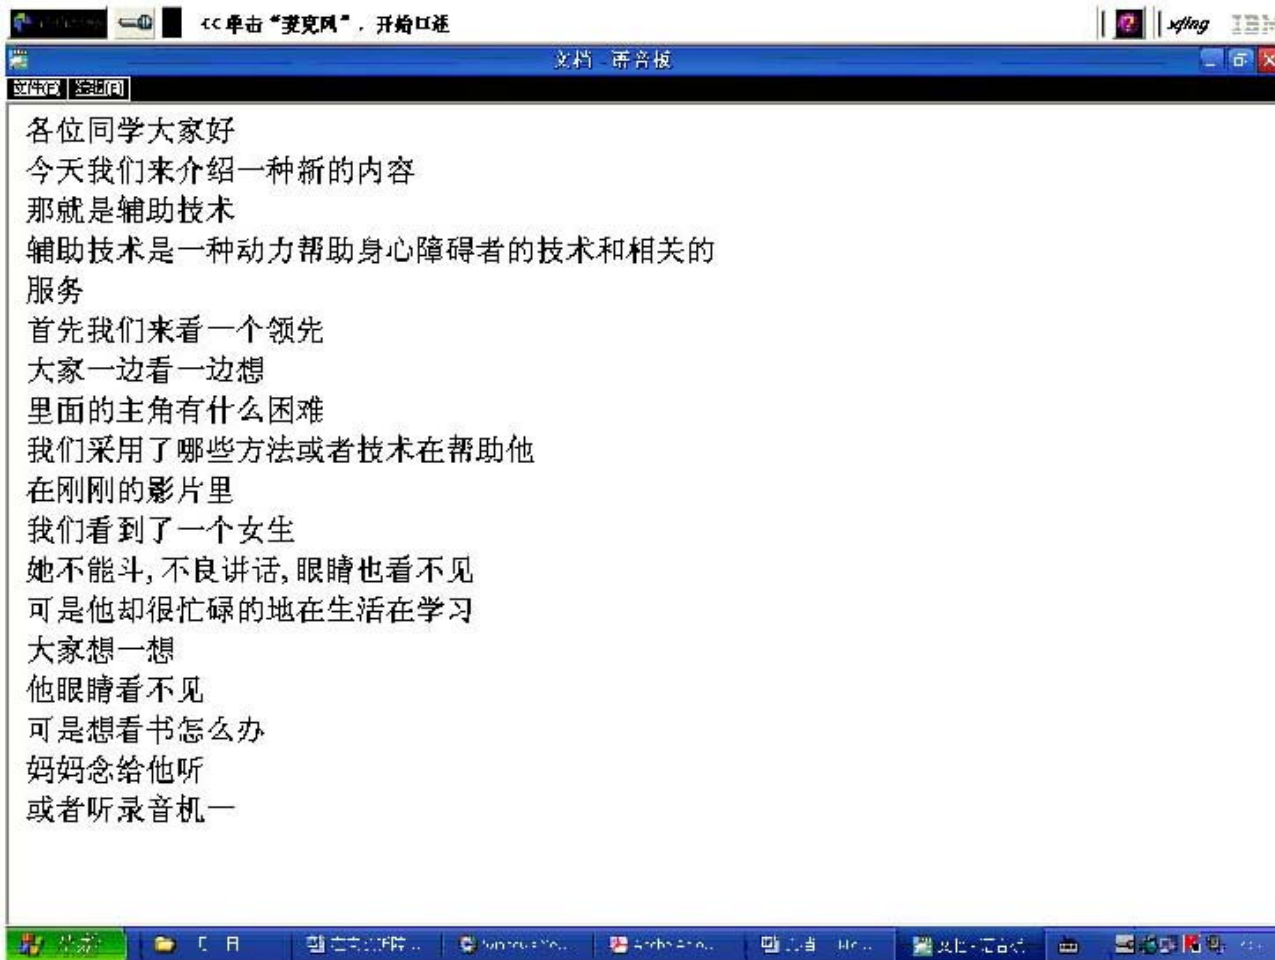 <<单击“麦克风”，开始口述
xfing IBM
文档 - 语音板
文件(F) 编辑(E)
各位同学大家好
今天我们来介绍一种新的内容
那就是辅助技术
辅助技术是一种动力帮助身心障碍者的技术和相关的
服务
首先我们来看一个领先
大家一边看一边想
里面的主角有什么困难
我们采用了哪些方法或者技术在帮助他
在刚刚的影片里
我们看到了一个女生
她不能斗,不良讲话,眼睛也看不见
可是他却很忙碌的地在生活在学习
大家想一想
他眼睛看不见
可是想看书怎么办
妈妈念给他听
或者听录音机一